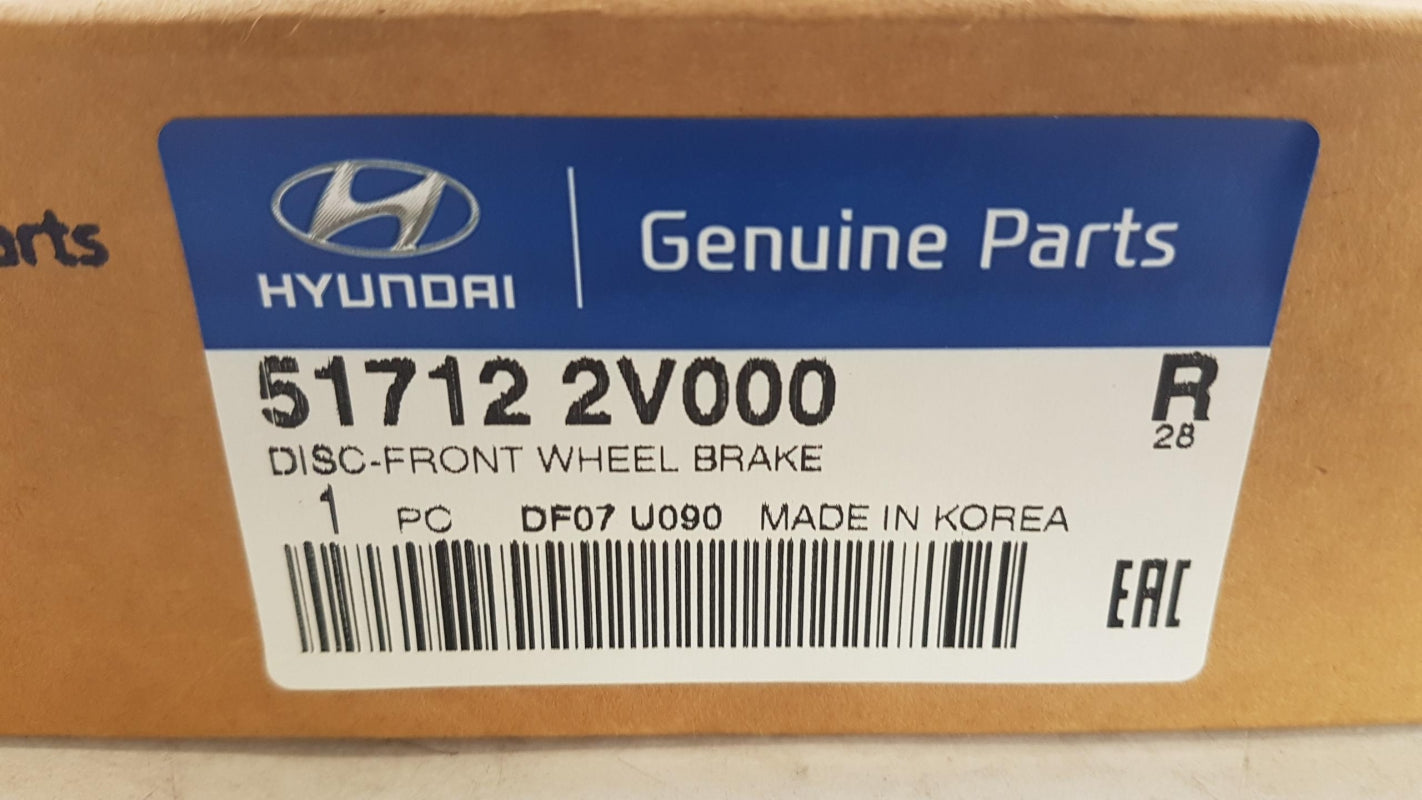 arts
HYUNDAI
Genuine Parts
51712 2V000
R
28
DISC-FRONT WHEEL BRAKE
1 PC DF07 U090 MADE IN KOREA
EAC